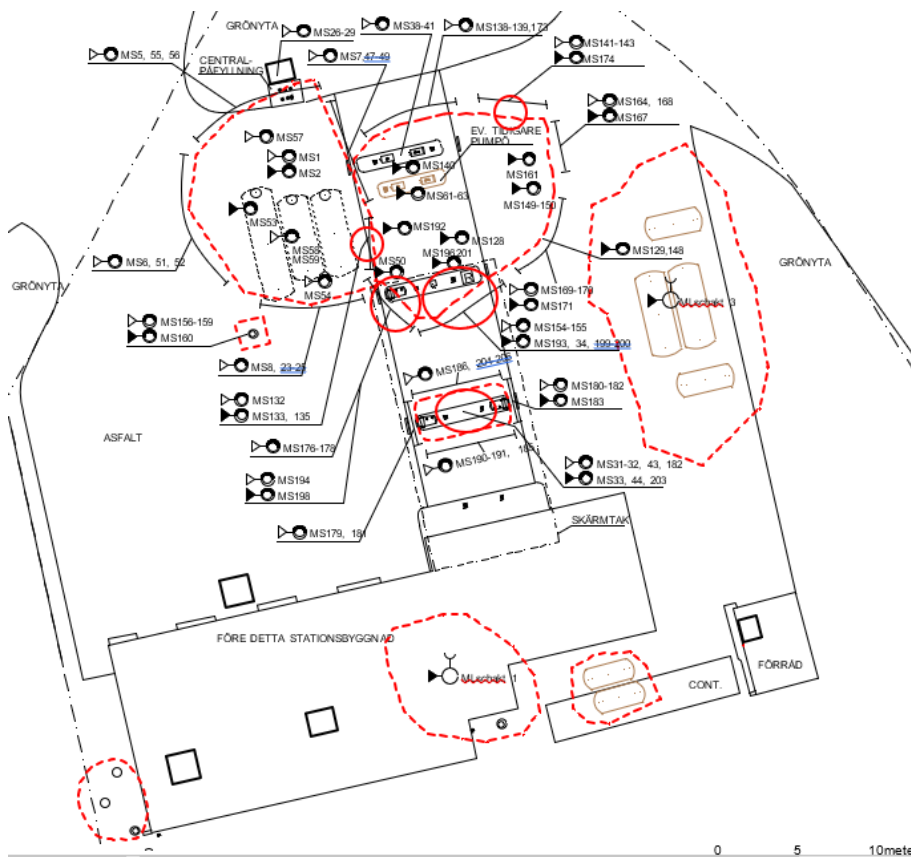 GRÖNYTA
MS26-29
MS38-41
MS138-139,173
MS5, 55, 56
CENTRAL-
PÅFYLLNING
MS7,47-49
MS141-143
MS174
MS164, 168
MS167
EV. TIDIGARE
PUMPÖ
MS57
MS1
MS2
MS140
MS161
MS61-63
MS149-150
MS53
MS192
MS128
MS58
MS59
MS196,201
MS50
MS129,148
GRÖNYTA
MS6, 51, 52
GRÖNYTA
MS54
MS169-170
MS171
MS156-159
MS160
MS154-155
MS193, 34, 199-200
MS8, 23-25
MS186,
MS180-182
MS183
MS132
MS133, 135
ASFALT
MS176-178
MS190-191, 185
MS31-32, 43, 182
MS33, 44, 203
MS194
MS198
SKÄRMTAK
MS179, 181
FÖRE DETTA STATIONSBYGGNAD
FÖRRÅD
CONT.
0 5 10mete